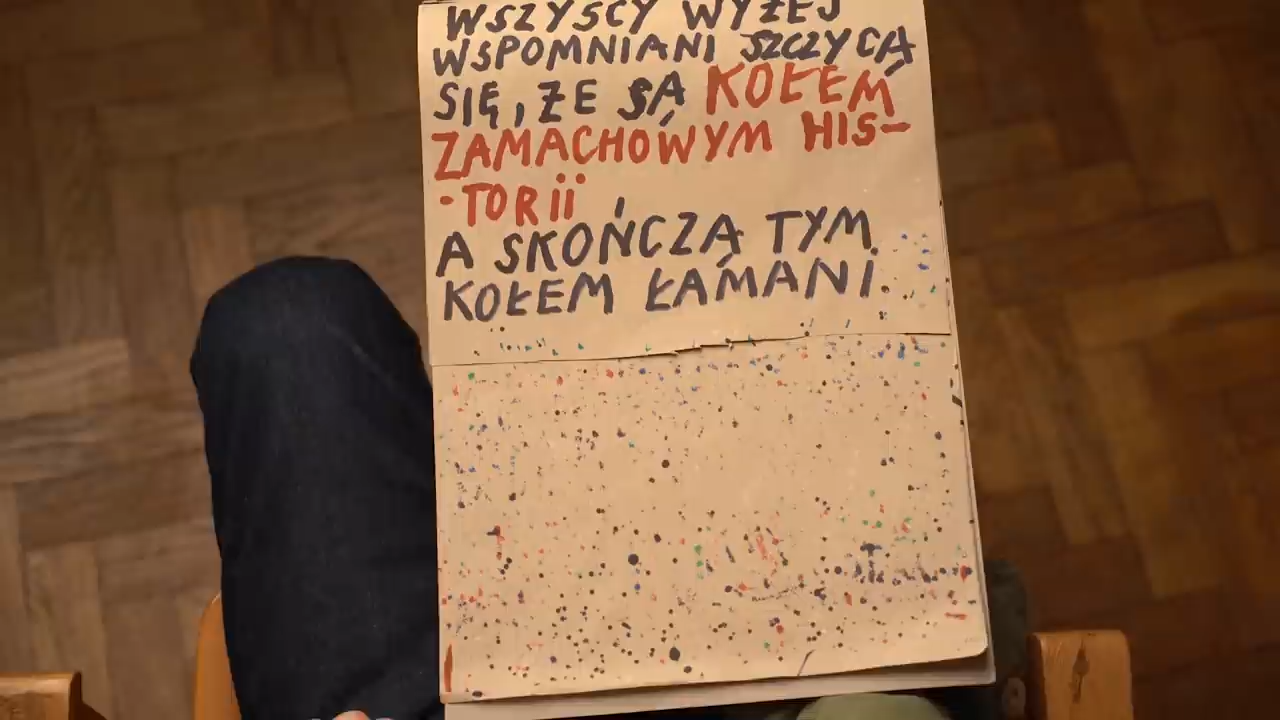 WSZYSCY WYŻEJ
WSPOMNIANI SZCZYCĄ
SIĘ, ŻE SĄ KOŁEM
ZAMACHOWYM HIS-
-TORII
A SKOŃCZĄ TYM
KOŁEM ŁAMANI